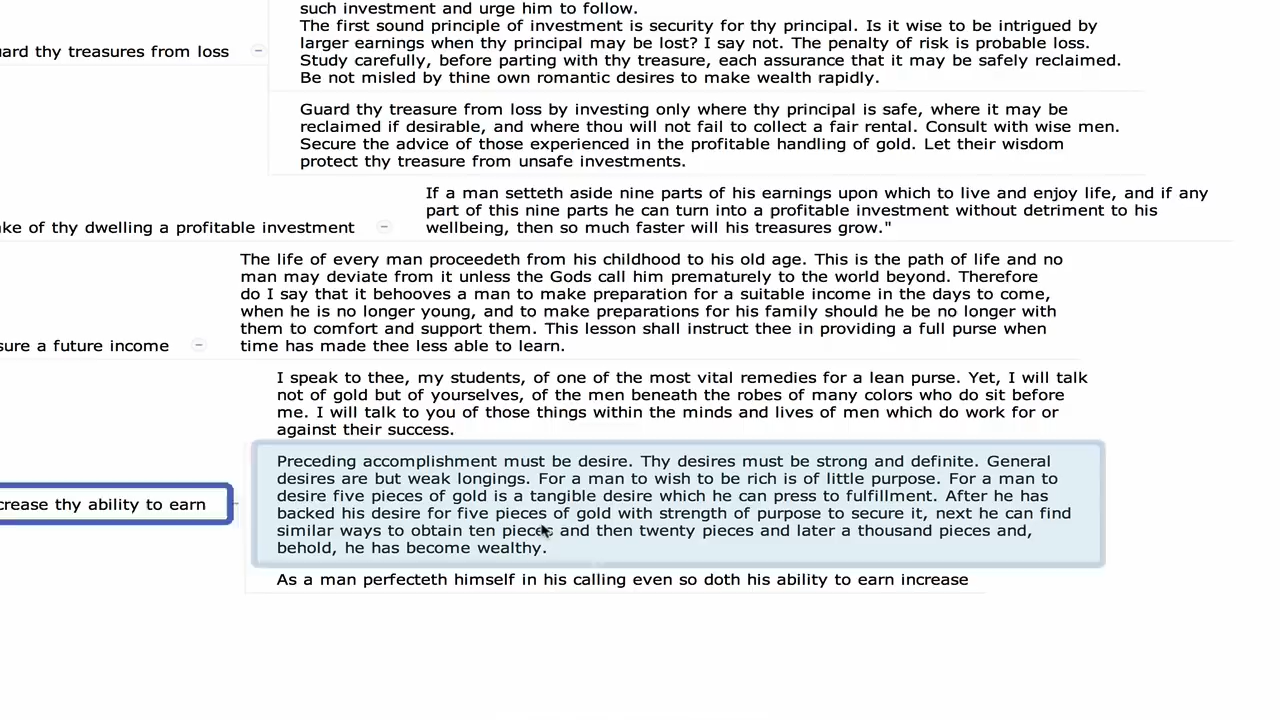 such investment and urge him to follow.
The first sound principle of investment is security for thy principal. Is it wise to be intrigued by
larger earnings when thy principal may be lost? I say not. The penalty of risk is probable loss.
Study carefully, before parting with thy treasure, each assurance that it may be safely reclaimed.
Be not misled by thine own romantic desires to make wealth rapidly.
uard thy treasures from loss
Guard thy treasure from loss by investing only where thy principal is safe, where it may be
reclaimed if desirable, and where thou will not fail to collect a fair rental. Consult with wise men.
Secure the advice of those experienced in the profitable handling of gold. Let their wisdom
protect thy treasure from unsafe investments.
ake of thy dwelling a profitable investment
If a man setteth aside nine parts of his earnings upon which to live and enjoy life, and if any
part of this nine parts he can turn into a profitable investment without detriment to his
wellbeing, then so much faster will his treasures grow."
sure a future income
The life of every man proceedeth from his childhood to his old age. This is the path of life and no
man may deviate from it unless the Gods call him prematurely to the world beyond. Therefore
do I say that it behooves a man to make preparation for a suitable income in the days to come,
when he is no longer young, and to make preparations for his family should he be no longer with
them to comfort and support them. This lesson shall instruct thee in providing a full purse when
time has made thee less able to learn.
crease thy ability to earn
I speak to thee, my students, of one of the most vital remedies for a lean purse. Yet, I will talk
not of gold but of yourselves, of the men beneath the robes of many colors who do sit before
me. I will talk to you of those things within the minds and lives of men which do work for or
against their success.
Preceding accomplishment must be desire. Thy desires must be strong and definite. General
desires are but weak longings. For a man to wish to be rich is of little purpose. For a man to
desire five pieces of gold is a tangible desire which he can press to fulfillment. After he has
backed his desire for five pieces of gold with strength of purpose to secure it, next he can find
similar ways to obtain ten pieces and then twenty pieces and later a thousand pieces and,
behold, he has become wealthy.
As a man perfecteth himself in his calling even so doth his ability to earn increase